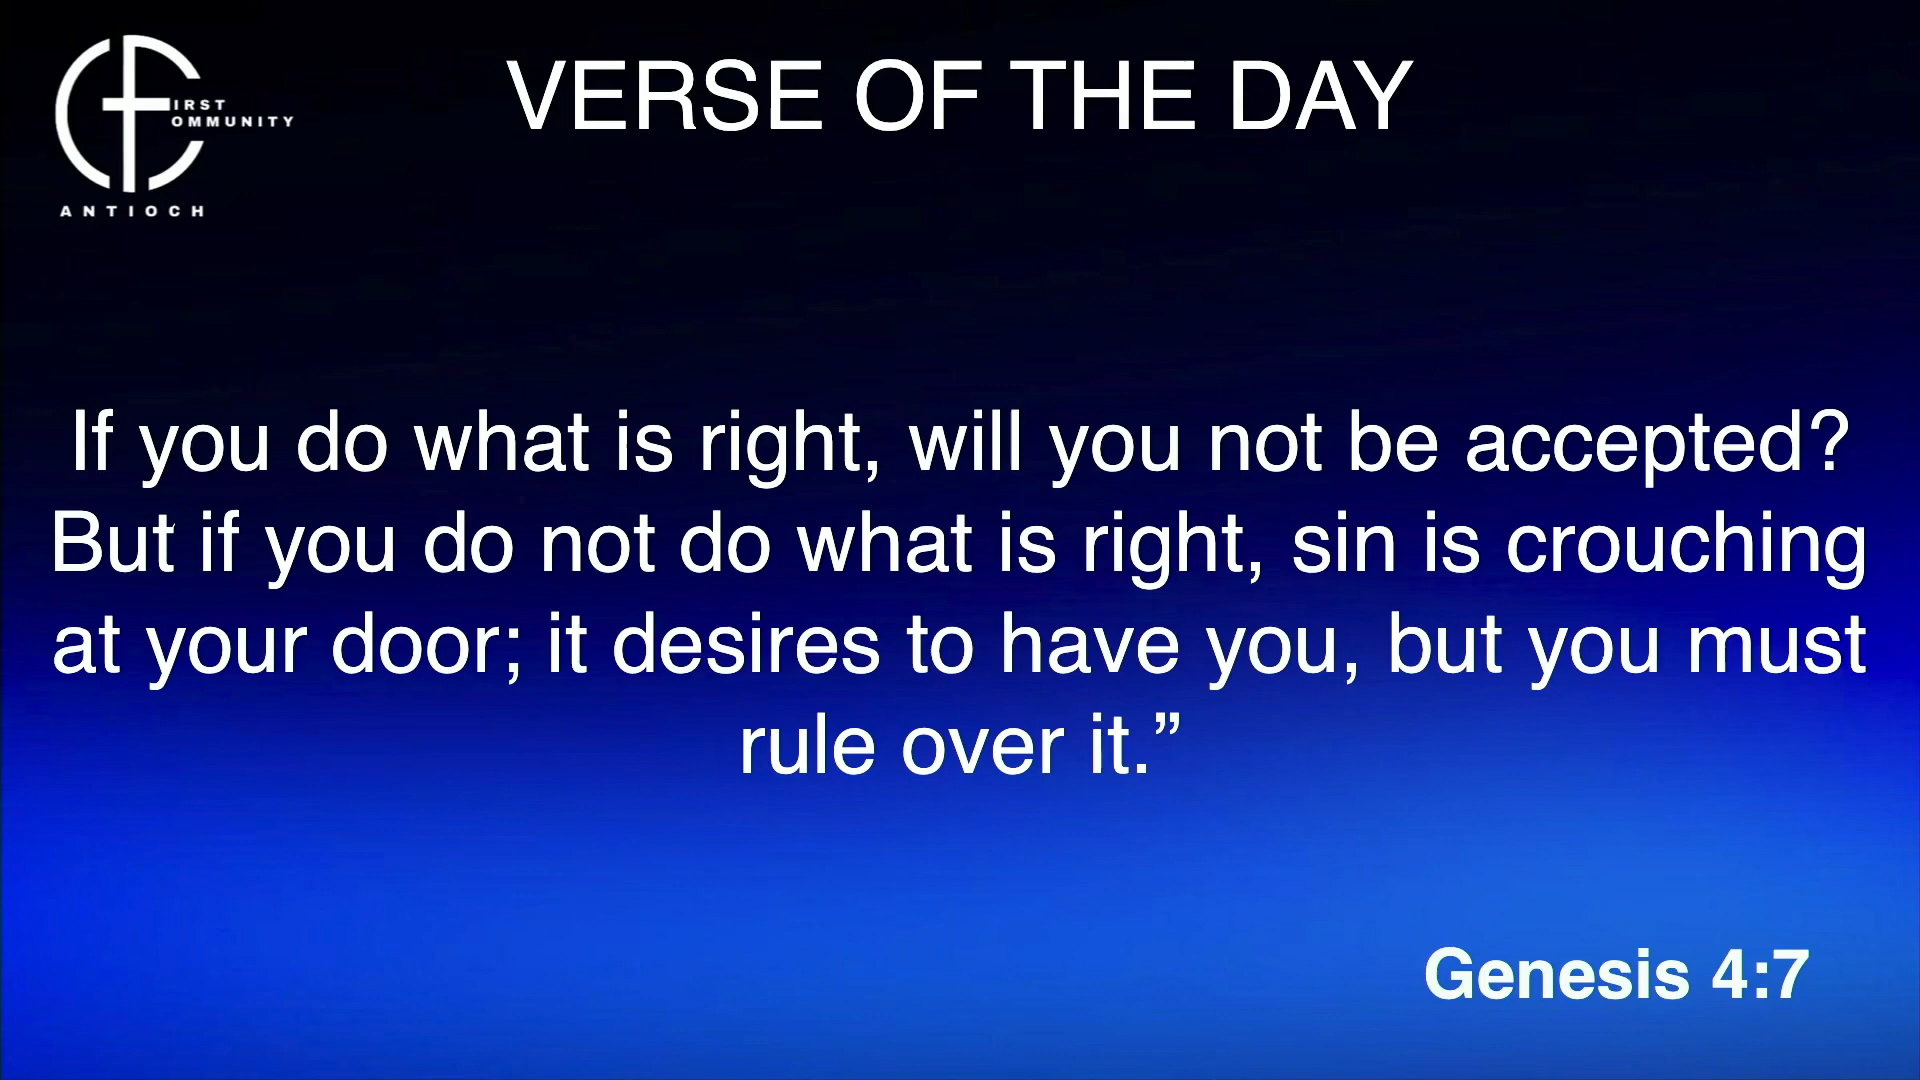 IRST
OMMUNITY
ANTIOCH
VERSE OF THE DAY
If you do what is right, will you not be accepted?
But if you do not do what is right, sin is crouching
at your door; it desires to have you, but you must
rule over it.”
Genesis 4:7